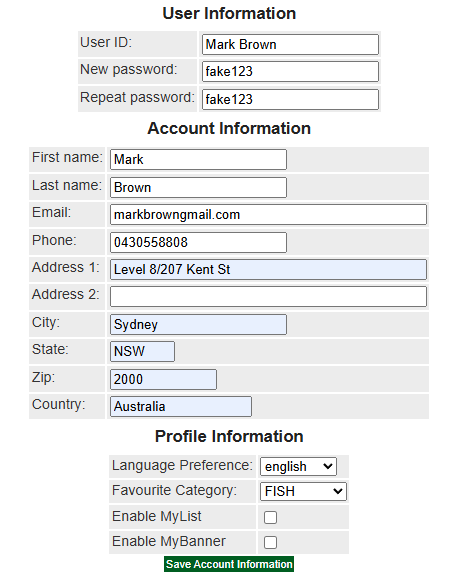 User Information
User ID: Mark Brown
New password: fake123
Repeat password: fake123
Account Information
First name: Mark
Last name: Brown
Email: markbrowngmail.com
Phone: 0430558808
Address 1: Level 8/207 Kent St
Address 2:
City: Sydney
State: NSW
Zip: 2000
Country: Australia
Profile Information
Language Preference: english
Favourite Category: FISH
Enable MyList
Enable MyBanner
Save Account Information